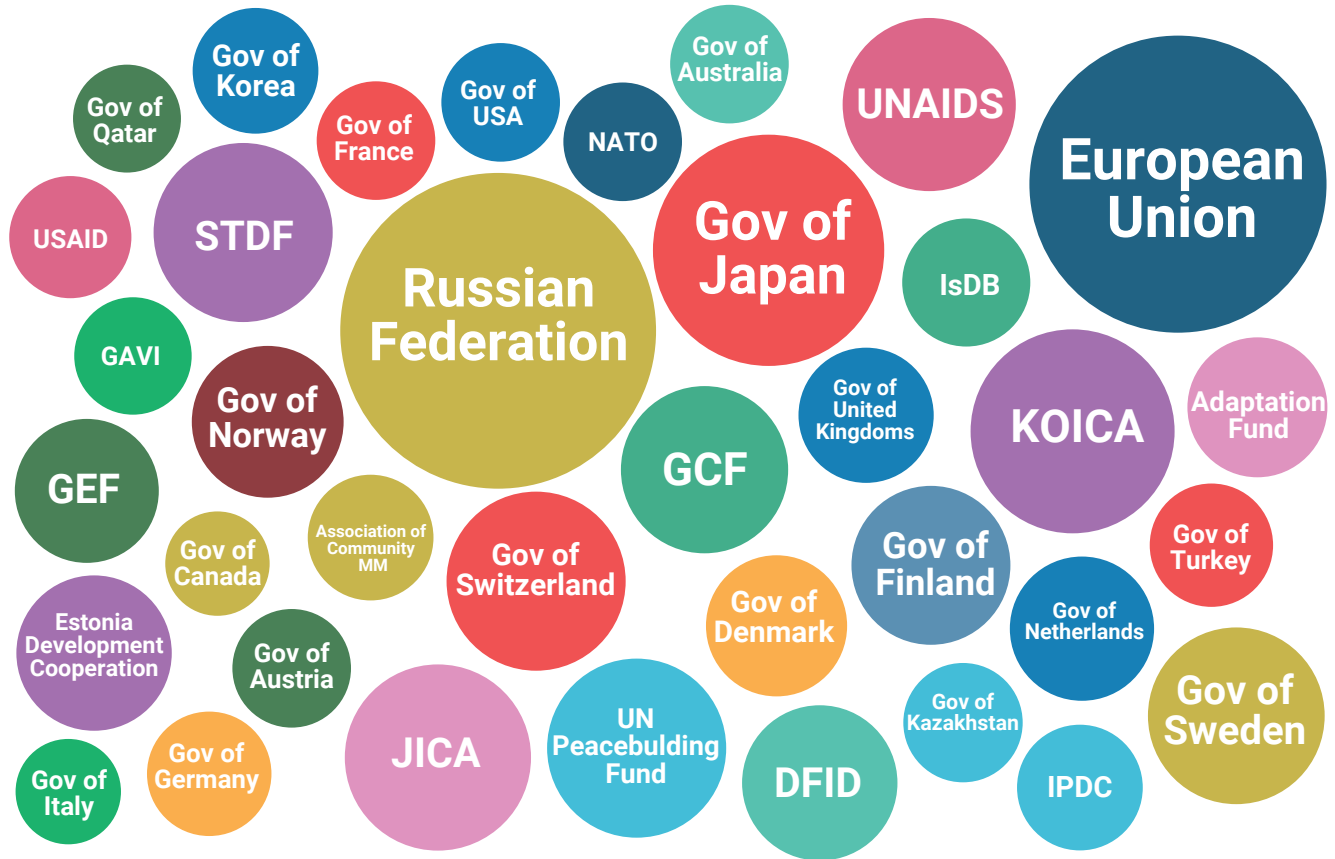 Gov of
Korea
Gov of
Qatar
Gov of
France
Gov of
USA
NATO
Gov of
Australia
UNAIDS
European
Union
USAID
STDF
Russian
Federation
Gov of
Japan
IsDB
GAVI
Gov of
Norway
GCF
Gov of
United
Kingdoms
KOICA
Adaptation
Fund
GEF
Gov of
Canada
Association of
Community
MM
Gov of
Switzerland
Gov of
Finland
Gov of
Turkey
Estonia
Development
Cooperation
Gov of
Austria
Gov of
Denmark
Gov of
Netherlands
Gov of
Italy
Gov of
Germany
JICA
UN
Peacebulding
Fund
DFID
Gov of
Kazakhstan
IPDC
Gov of
Sweden